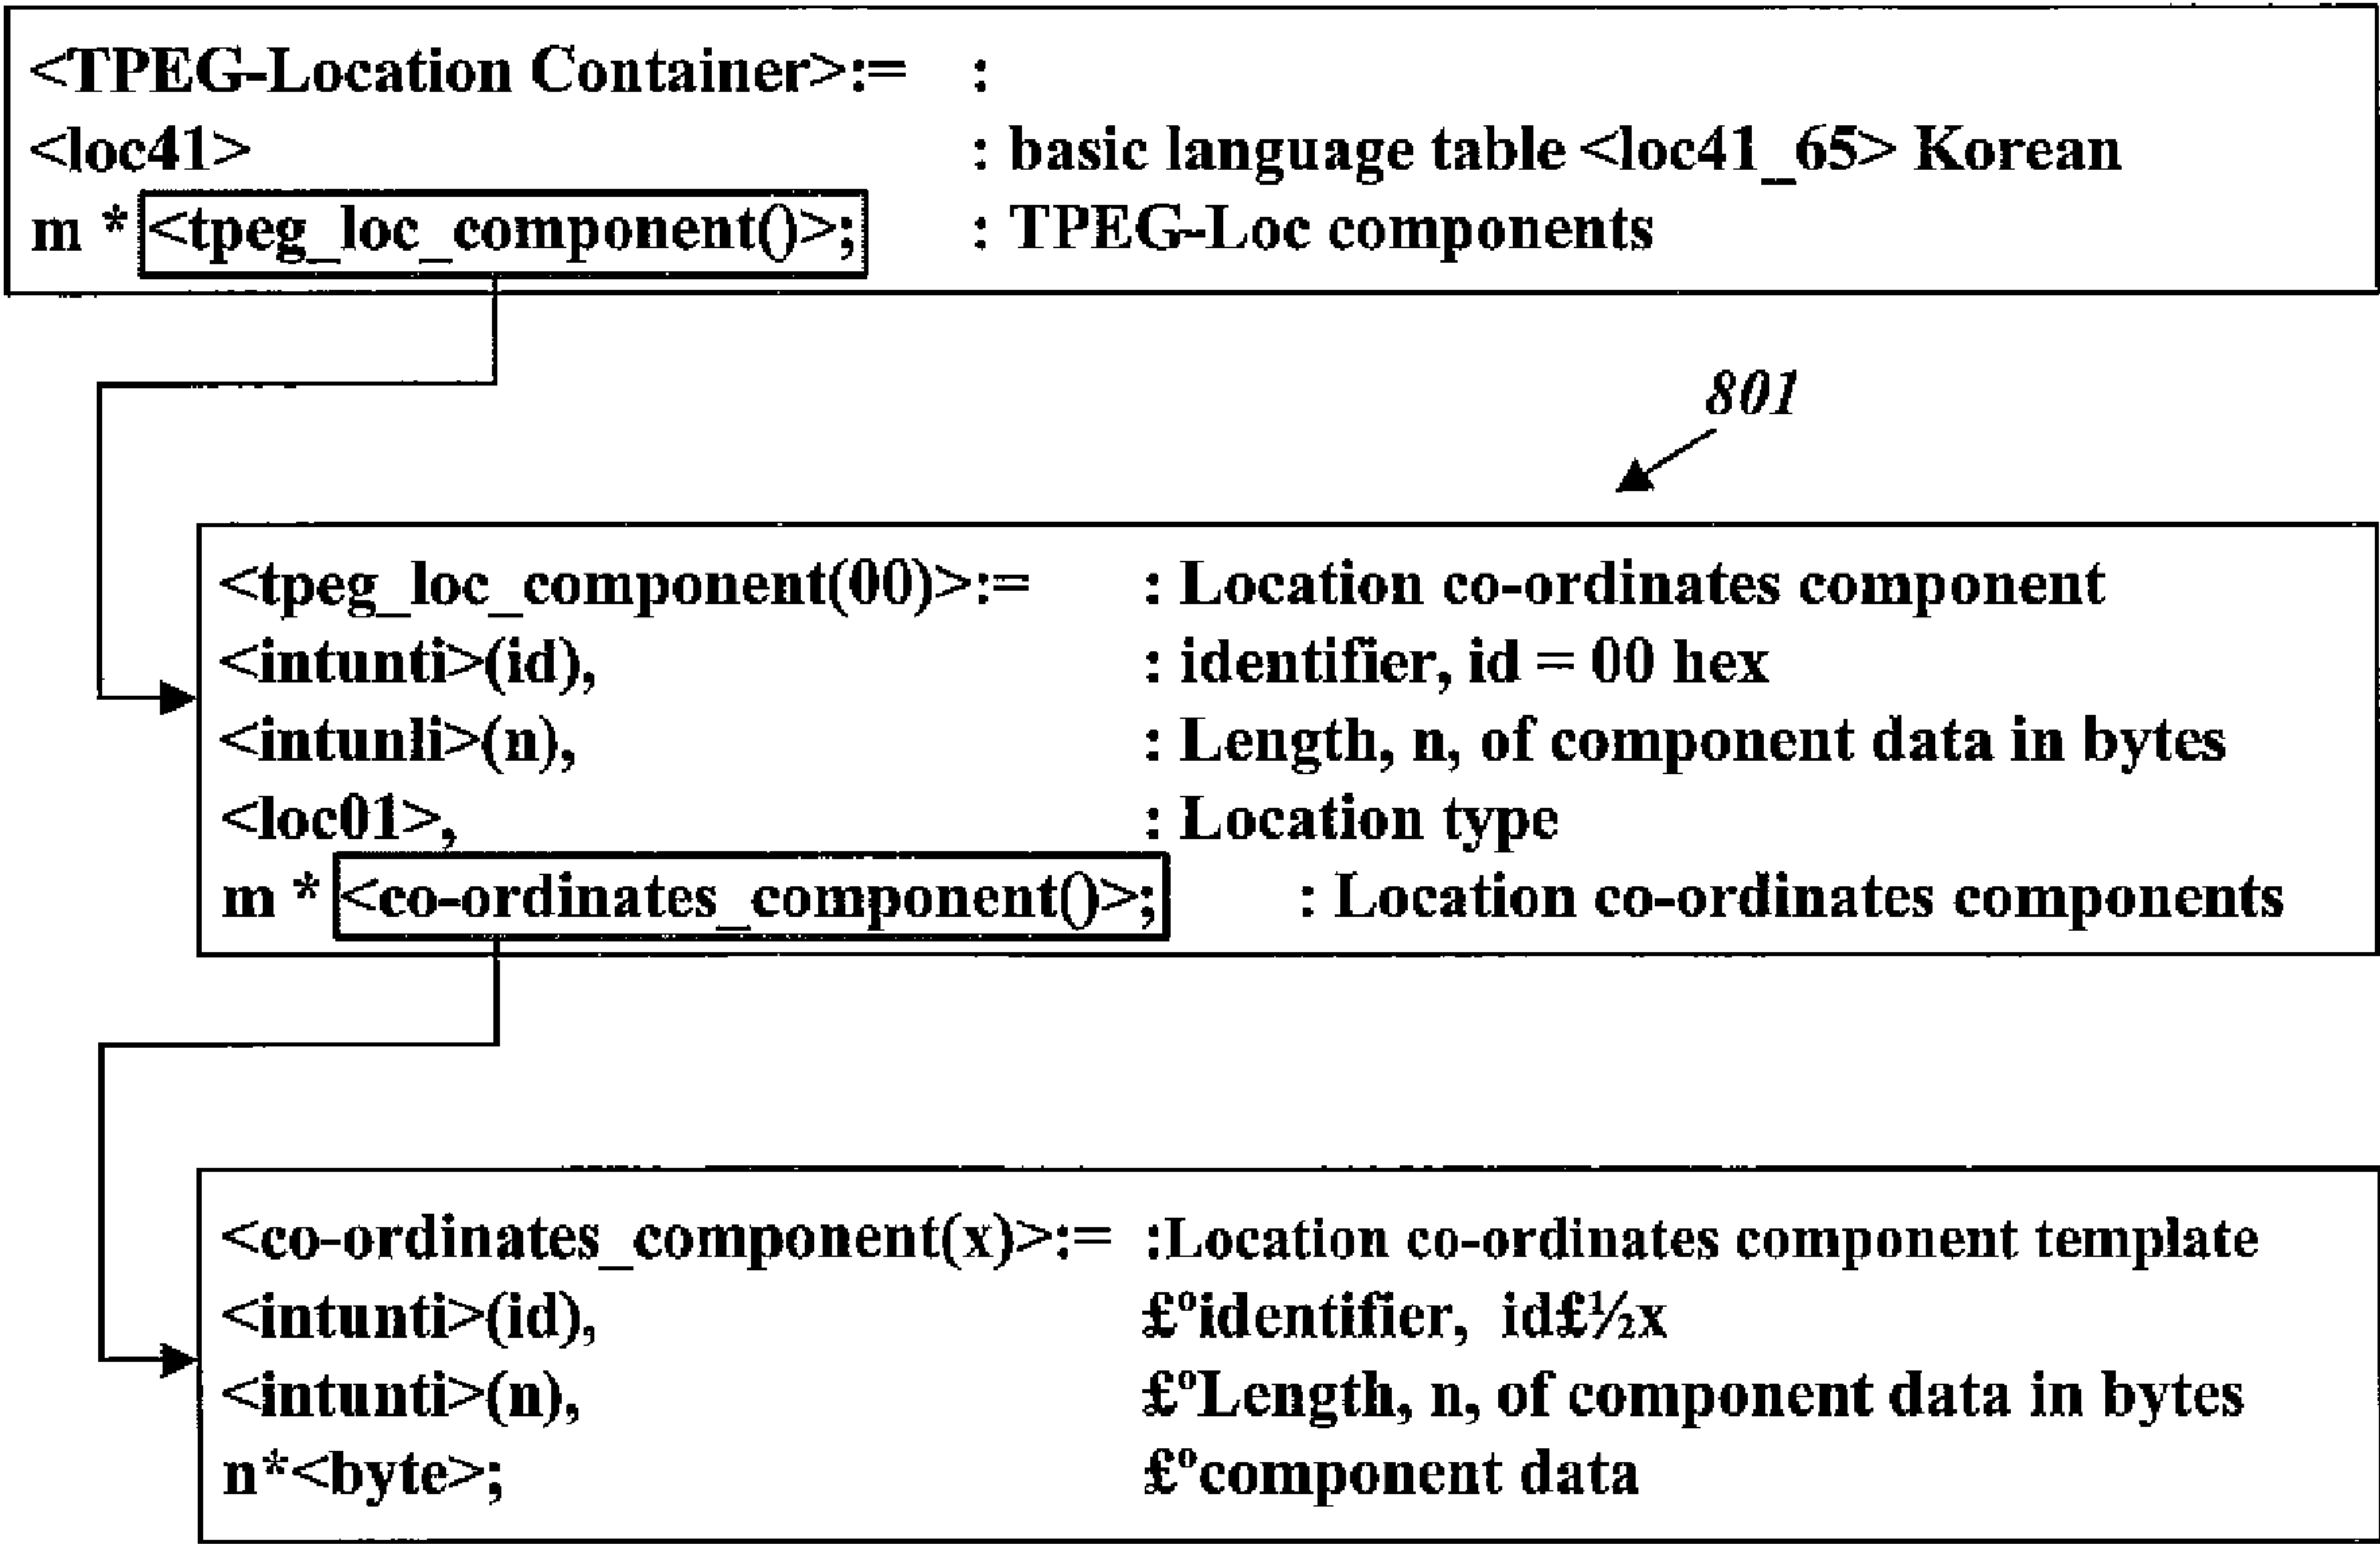 <TPEG-Location Container>:= :
<loc41> : basic language table <loc41_65> Korean
m * <tpeg_loc_component()>; : TPEG-Loc components
801
<tpeg_loc_component(00)>:= : Location co-ordinates component
<intunti>(id), : identifier, id = 00 hex
<intunli>(n), : Length, n, of component data in bytes
<loc01>, : Location type
m * <co-ordinates_component()>; : Location co-ordinates components
<co-ordinates_component(x)>:= :Location co-ordinates component template
<intunti>(id), £ºidentifier, id£½x
<intunti>(n), £ºLength, n, of component data in bytes
n*<byte>; £ºcomponent data